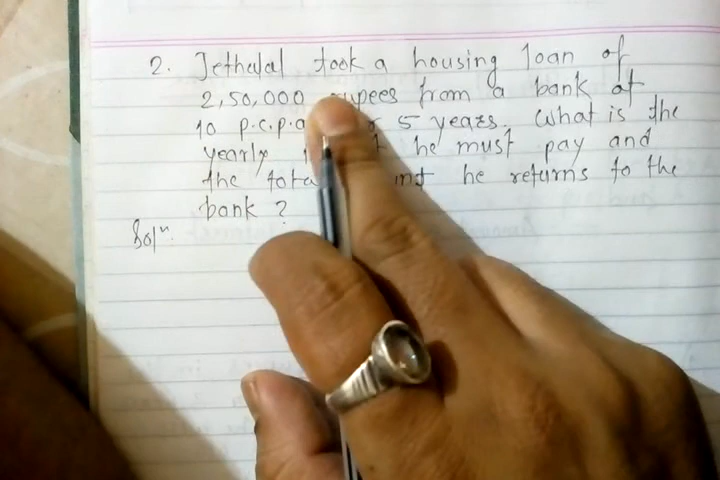 2. Jethalal took a housing loan of
2,50,000 rupees from a bank at
10 p.c.p.a 5 years. What is the
yearly he must pay and
the he returns to the
bank ?
Solⁿ.